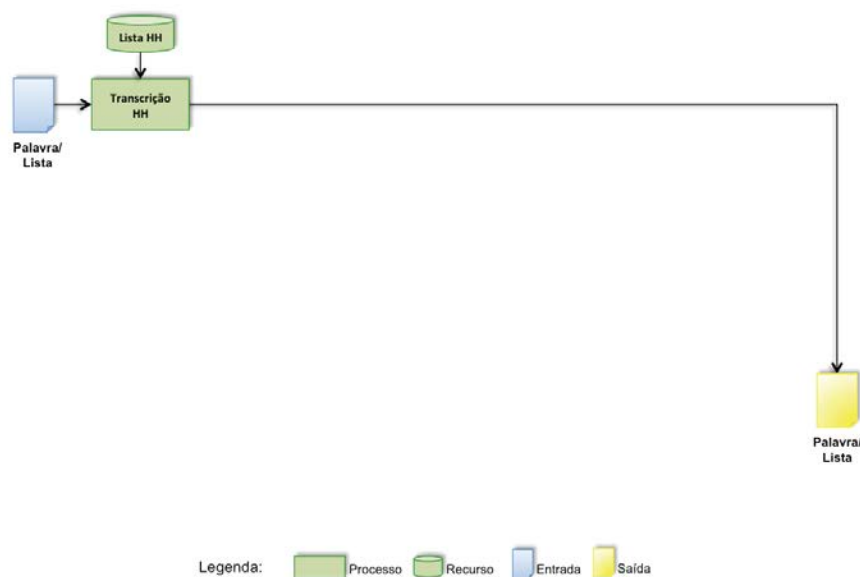 Lista HH
Transcrição
HH
Palavra/
Lista
Palavra/
Lista
Legenda: Processo Recurso Entrada Saída